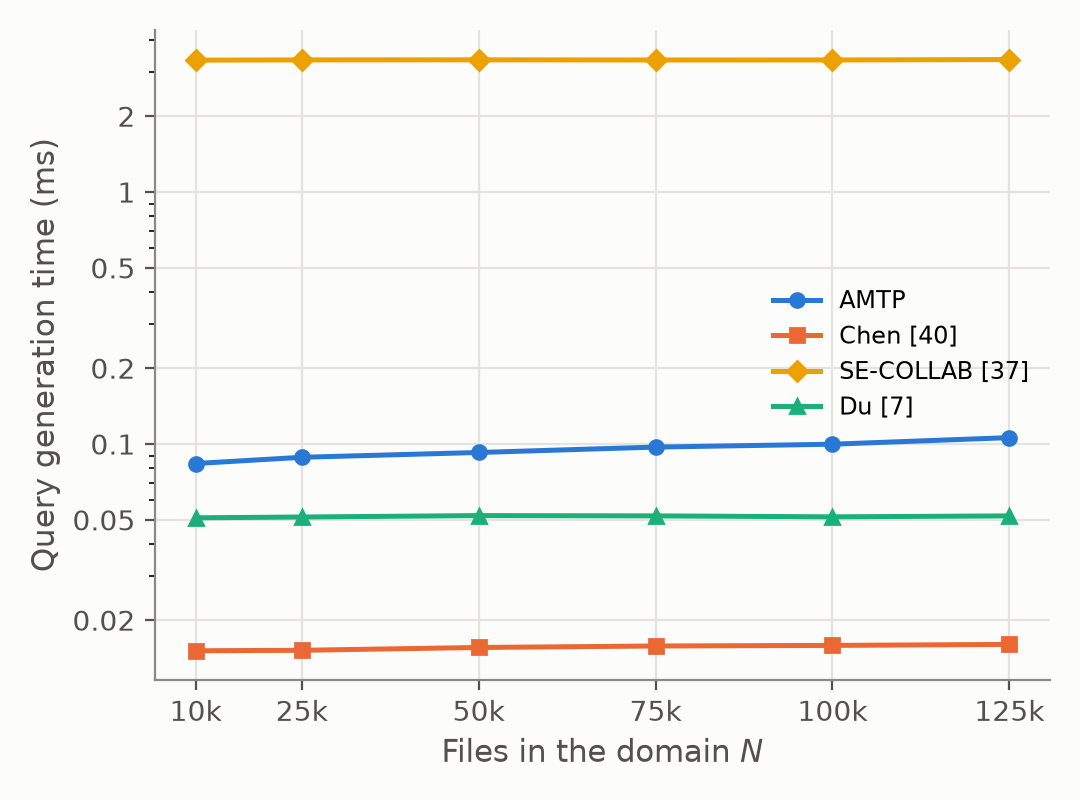 Query generation time (ms)
2
1
0.5
0.2
0.1
0.05
0.02
AMTP
Chen [40]
SE-COLLAB [37]
Du [7]
10k 25k 50k 75k 100k 125k
Files in the domain N